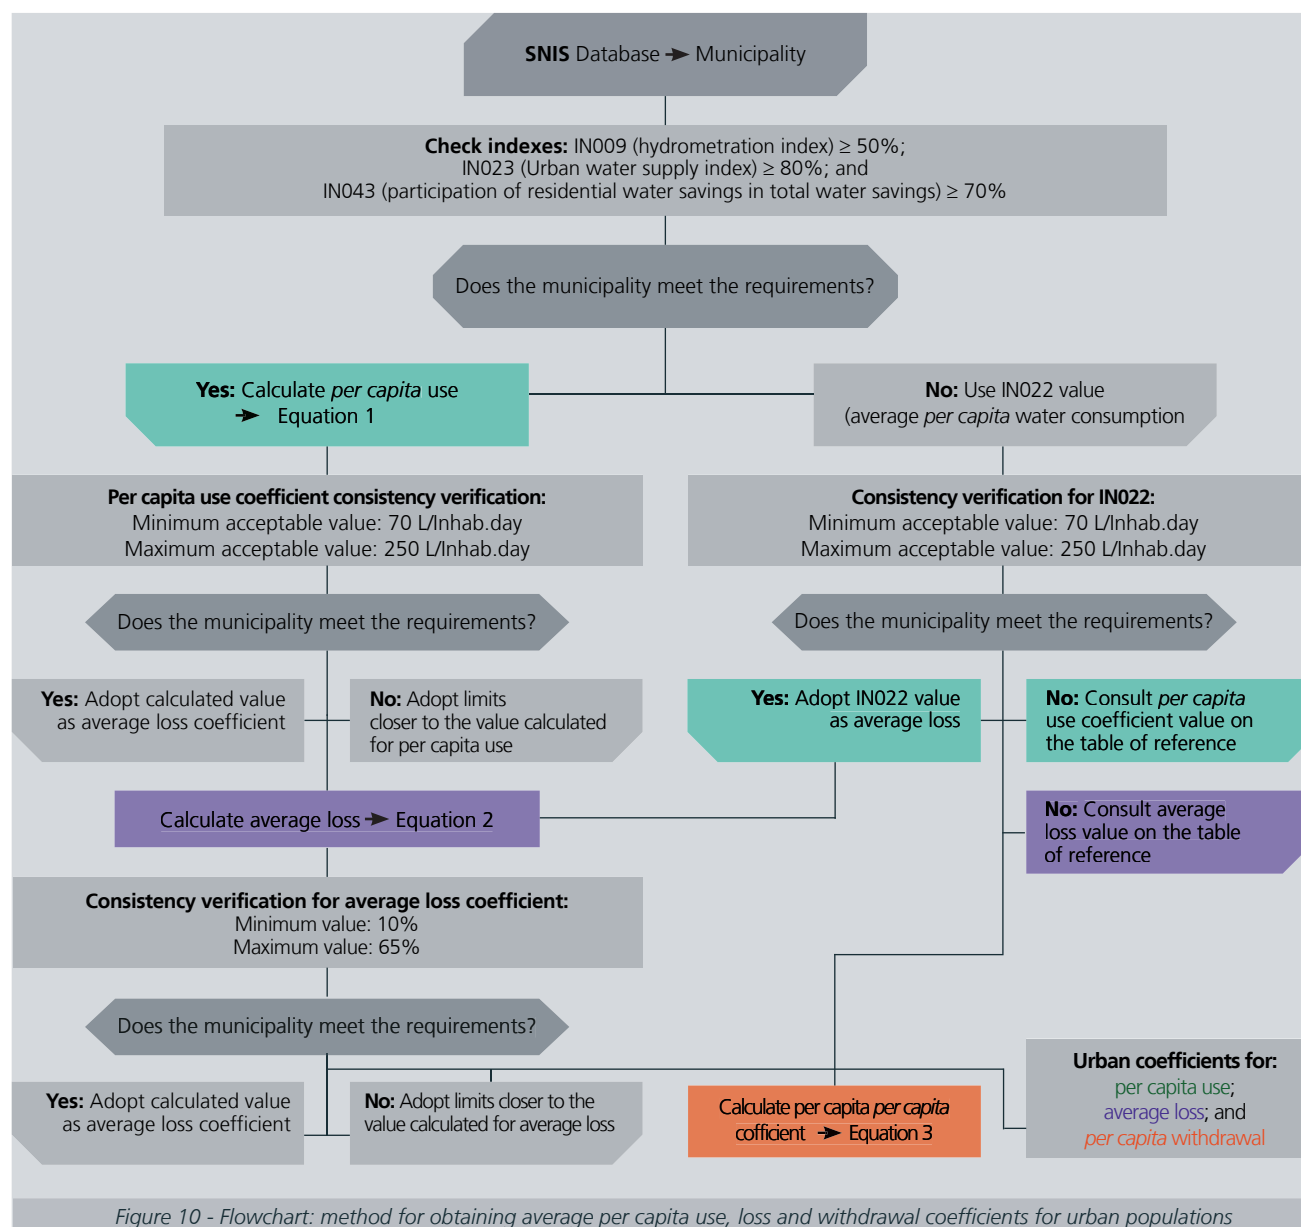 SNIS Database → Municipality
Check indexes: IN009 (hydrometration index) ≥ 50%;
IN023 (Urban water supply index) ≥ 80%; and
IN043 (participation of residential water savings in total water savings) ≥ 70%
Does the municipality meet the requirements?
Yes: Calculate per capita use
→ Equation 1
No: Use IN022 value
(average per capita water consumption
Per capita use coefficient consistency verification:
Minimum acceptable value: 70 L/Inhab.day
Maximum acceptable value: 250 L/Inhab.day
Consistency verification for IN022:
Minimum acceptable value: 70 L/Inhab.day
Maximum acceptable value: 250 L/Inhab.day
Does the municipality meet the requirements?
Does the municipality meet the requirements?
Yes: Adopt calculated value
as average loss coefficient
No: Adopt limits
closer to the value calculated
for per capita use
Yes: Adopt IN022 value
as average loss
No: Consult per capita
use coefficient value on
the table of reference
Calculate average loss → Equation 2
No: Consult average
loss value on the table
of reference
Consistency verification for average loss coefficient:
Minimum value: 10%
Maximum value: 65%
Does the municipality meet the requirements?
Yes: Adopt calculated value
as average loss coefficient
No: Adopt limits closer to the
value calculated for average loss
Calculate per capita per capita
cofficient → Equation 3
Urban coefficients for:
per capita use;
average loss; and
per capita withdrawal
Figure 10 - Flowchart: method for obtaining average per capita use, loss and withdrawal coefficients for urban populations